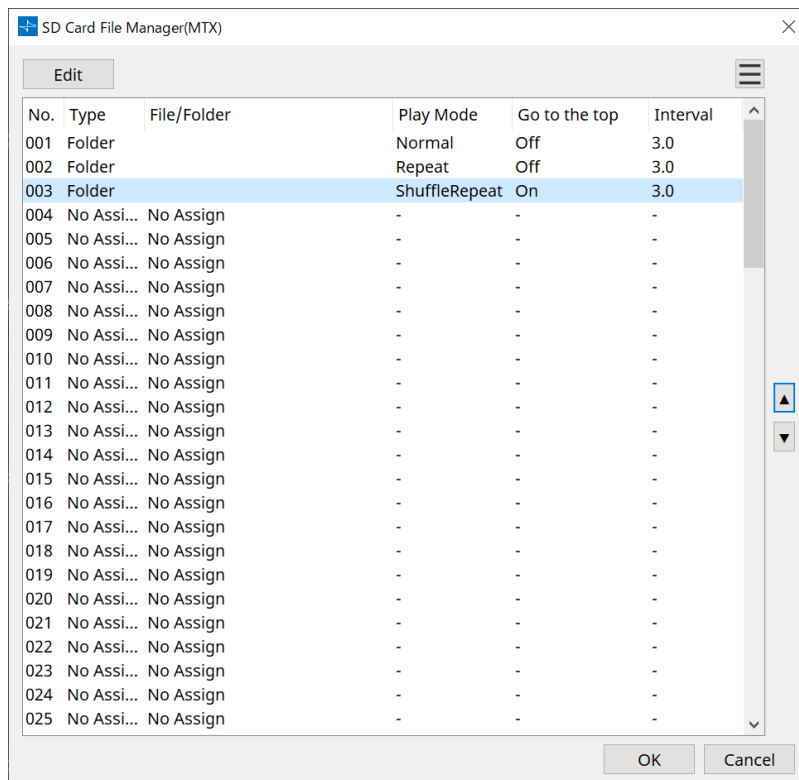 SD Card File Manager(MTX)
Edit
No. Type File/Folder Play Mode Go to the top Interval
001 Folder Normal Off 3.0
002 Folder Repeat Off 3.0
003 Folder ShuffleRepeat On 3.0
004 No Assi... No Assign - - -
005 No Assi... No Assign - - -
006 No Assi... No Assign - - -
007 No Assi... No Assign - - -
008 No Assi... No Assign - - -
009 No Assi... No Assign - - -
010 No Assi... No Assign - - -
011 No Assi... No Assign - - -
012 No Assi... No Assign - - -
013 No Assi... No Assign - - -
014 No Assi... No Assign - - -
015 No Assi... No Assign - - -
016 No Assi... No Assign - - -
017 No Assi... No Assign - - -
018 No Assi... No Assign - - -
019 No Assi... No Assign - - -
020 No Assi... No Assign - - -
021 No Assi... No Assign - - -
022 No Assi... No Assign - - -
023 No Assi... No Assign - - -
024 No Assi... No Assign - - -
025 No Assi... No Assign - - -
OK Cancel